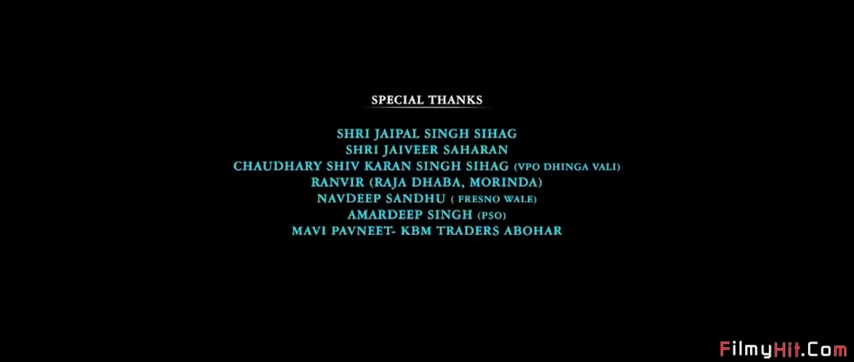 SPECIAL THANKS
SHRI JAIPAL SINGH SIHAG
SHRI JAIVEER SAHARAN
CHAUDHARY SHIV KARAN SINGH SIHAG (VPO DHINGA VALI)
RANVIR (RAJA DHABA, MORINDA)
NAVDEEP SANDHU ( FRESNO WALE)
AMARDEEP SINGH (PSO)
MAVI PAVNEET- KBM TRADERS ABOHAR
FilmyHit.Com